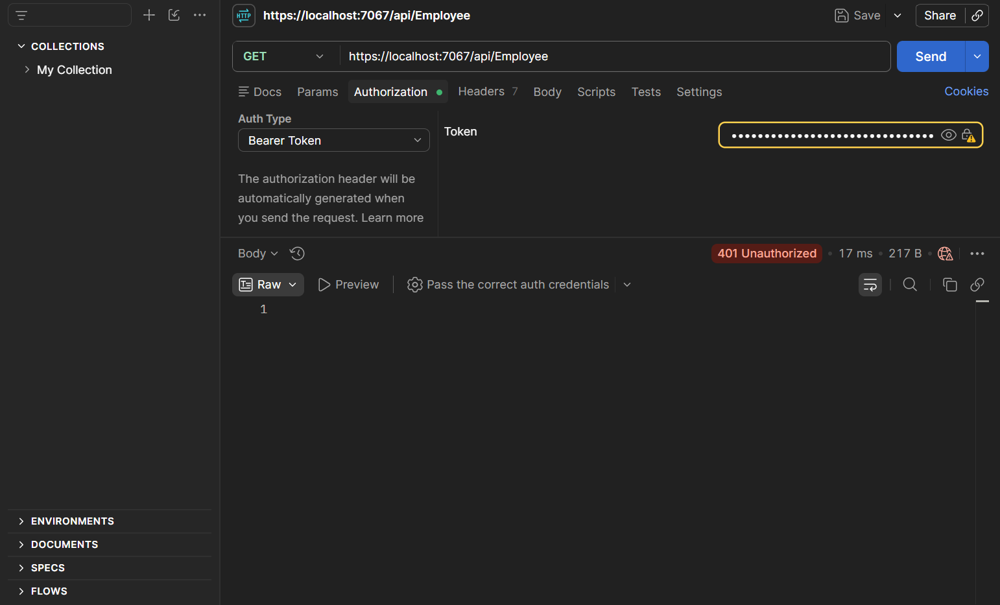 HTTP
https://localhost:7067/api/Employee
Save
Share
COLLECTIONS
My Collection
GET
https://localhost:7067/api/Employee
Send
Docs
Params
Authorization
Headers 7
Body
Scripts
Tests
Settings
Cookies
Auth Type
Bearer Token
Token
••••••••••••••••••••••••••••••
The authorization header will be
automatically generated when
you send the request. Learn more
Body
401 Unauthorized • 17 ms • 217 B •
Raw
Preview
Pass the correct auth credentials
1
ENVIRONMENTS
DOCUMENTS
SPECS
FLOWS